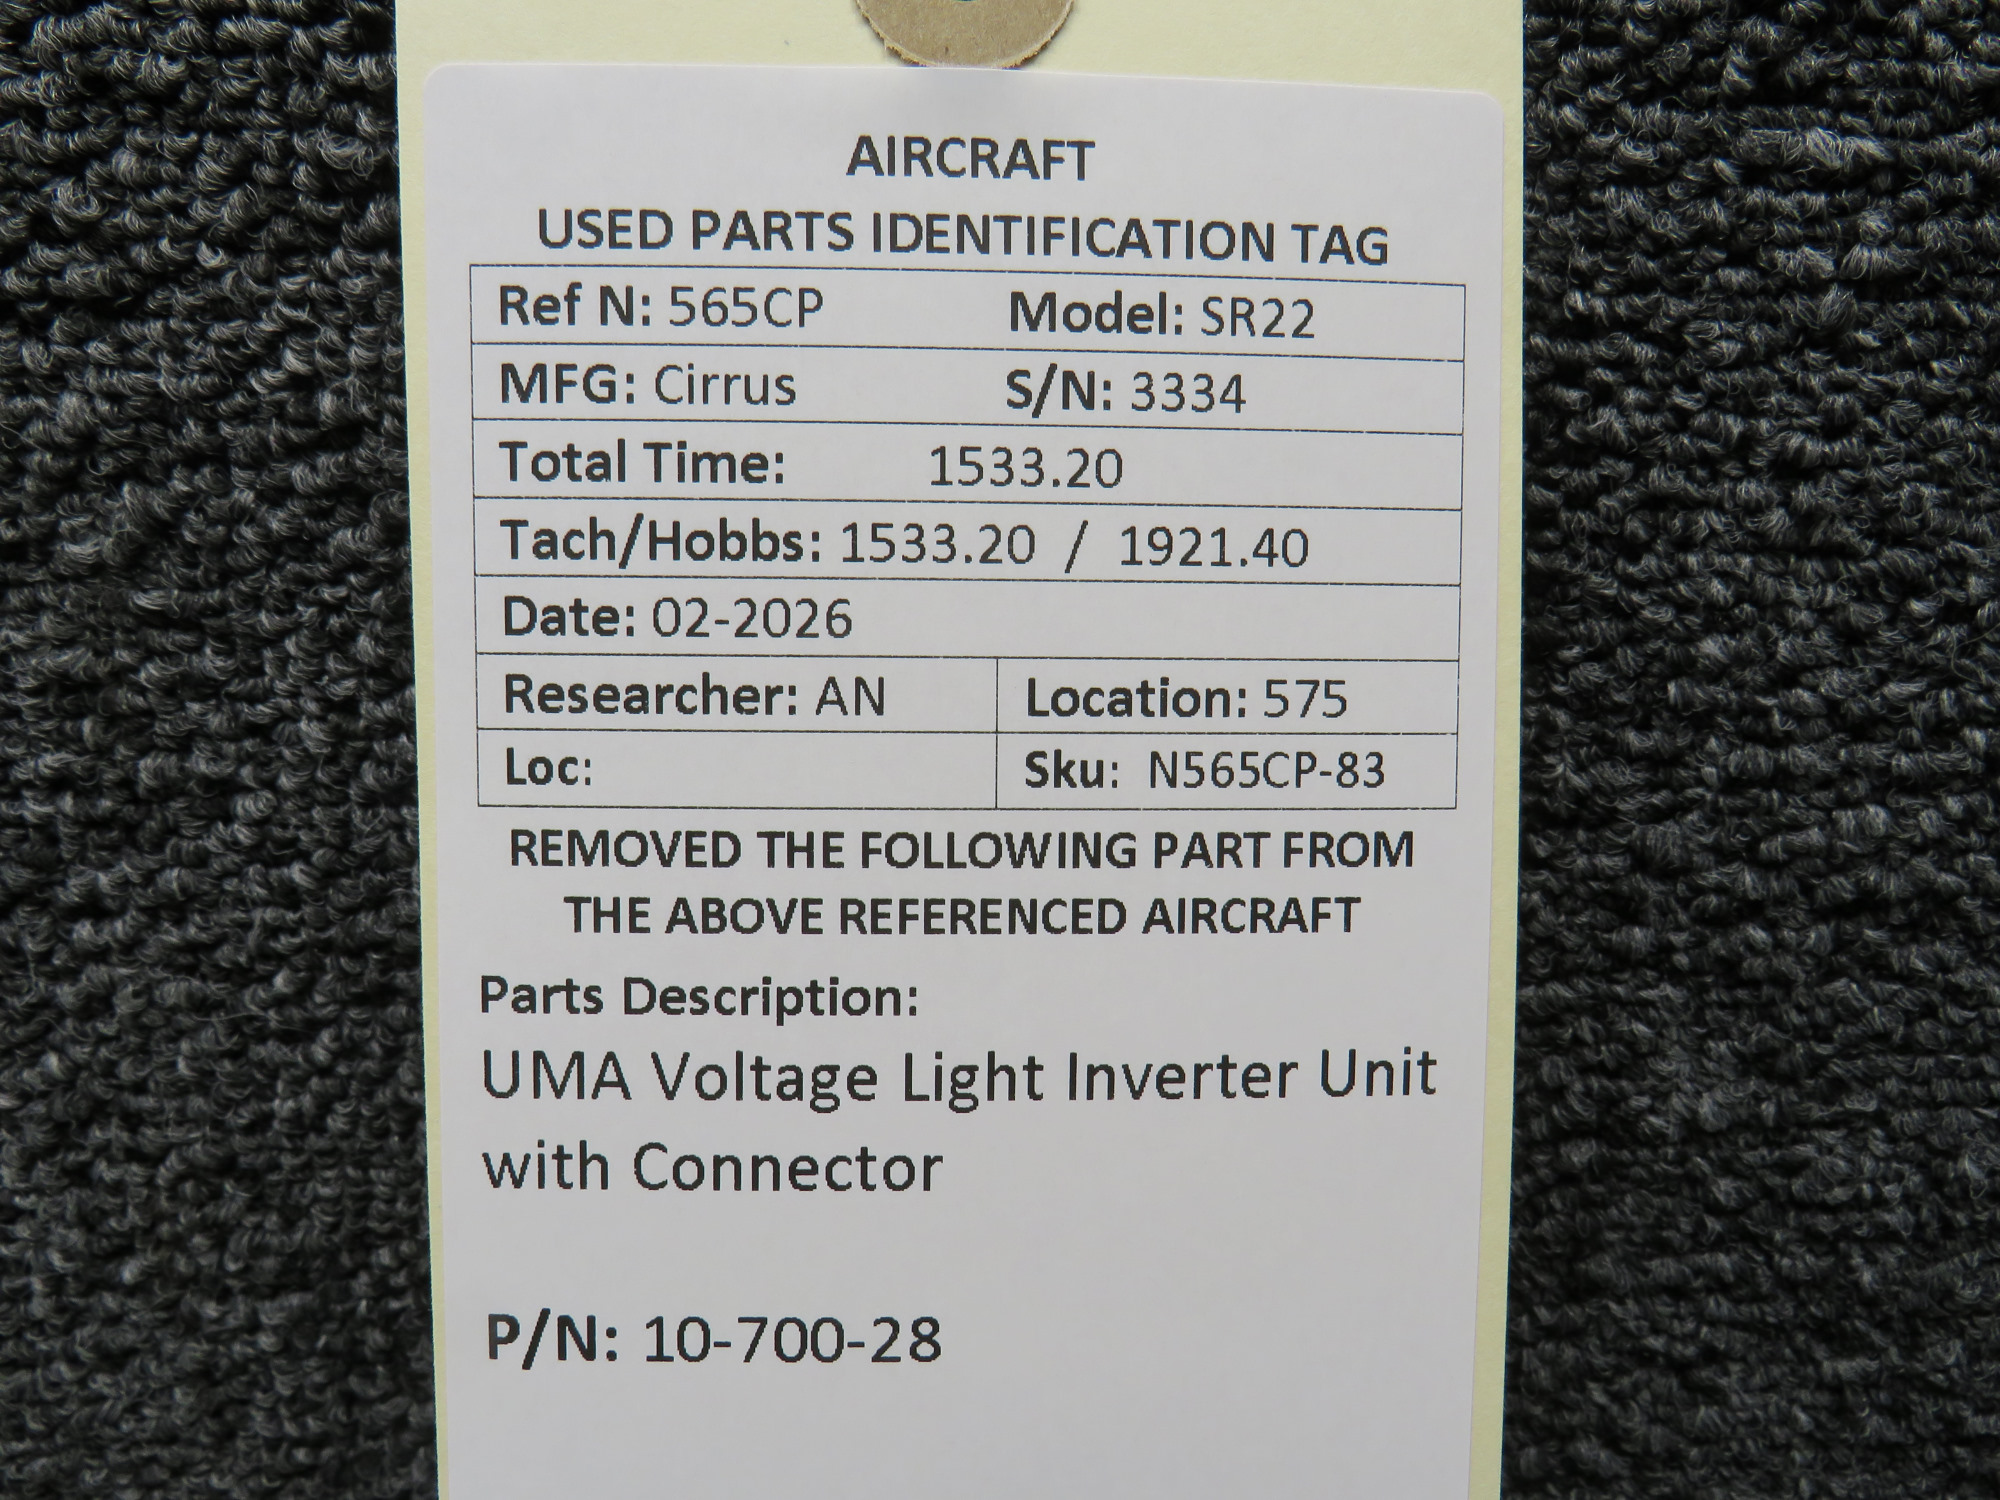 AIRCRAFT
USED PARTS IDENTIFICATION TAG
Ref N: 565CP Model: SR22
MFG: Cirrus S/N: 3334
Total Time: 1533.20
Tach/Hobbs: 1533.20 / 1921.40
Date: 02-2026
Researcher: AN Location: 575
Loc: Sku: N565CP-83
REMOVED THE FOLLOWING PART FROM
THE ABOVE REFERENCED AIRCRAFT
Parts Description:
UMA Voltage Light Inverter Unit
with Connector
P/N: 10-700-28